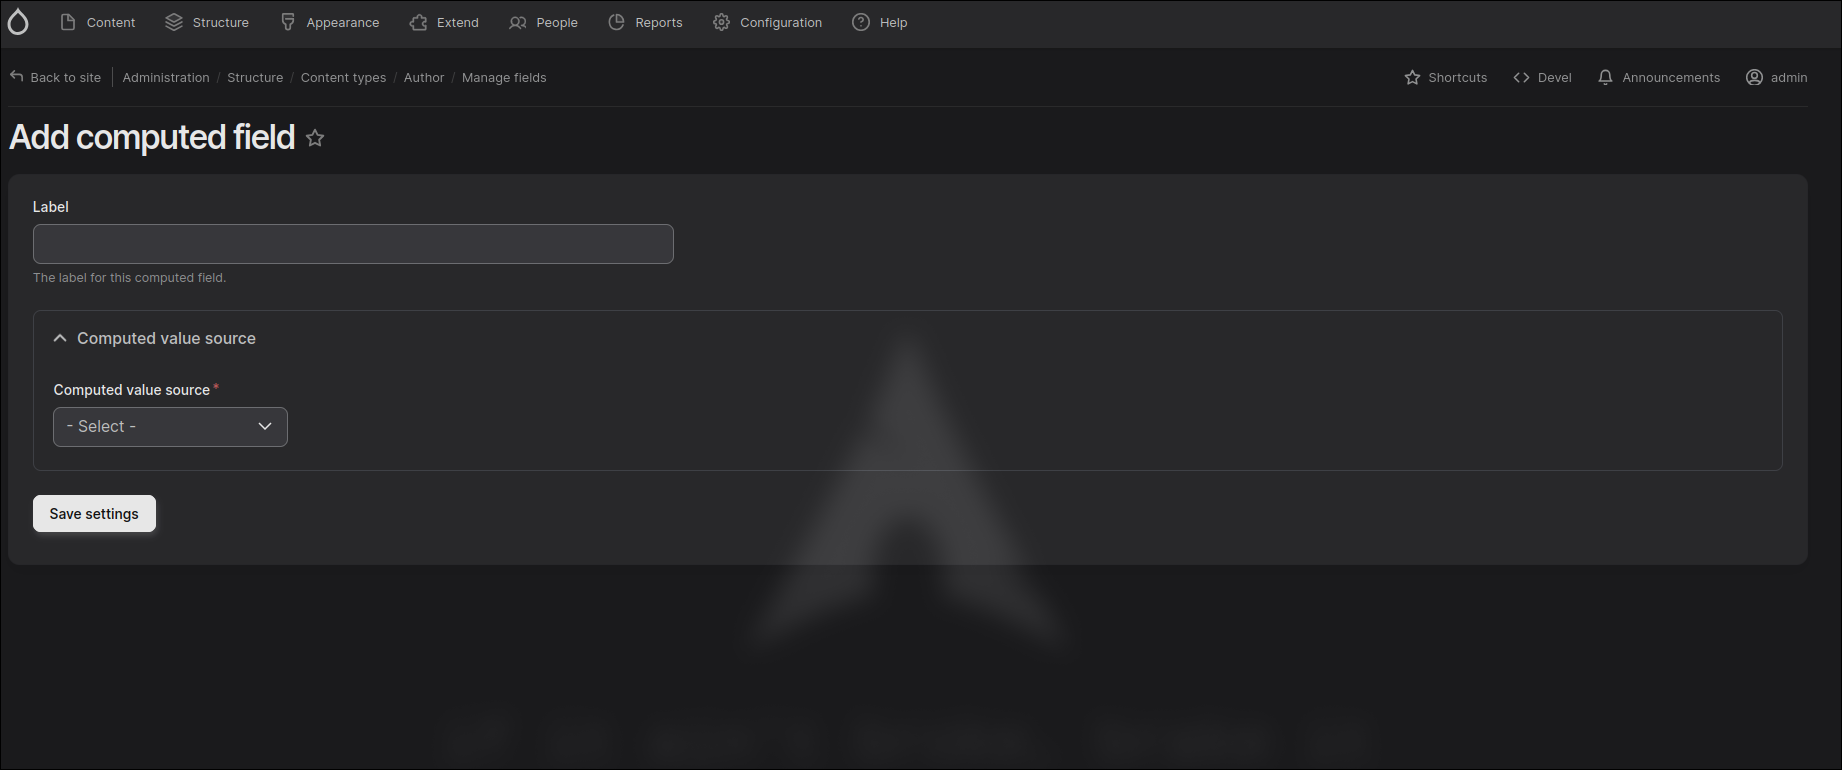 Content Structure Appearance Extend People Reports Configuration Help
Back to site Administration / Structure / Content types / Author / Manage fields Shortcuts Devel Announcements admin
Add computed field
Label
The label for this computed field.
Computed value source
Computed value source *
- Select -
Save settings